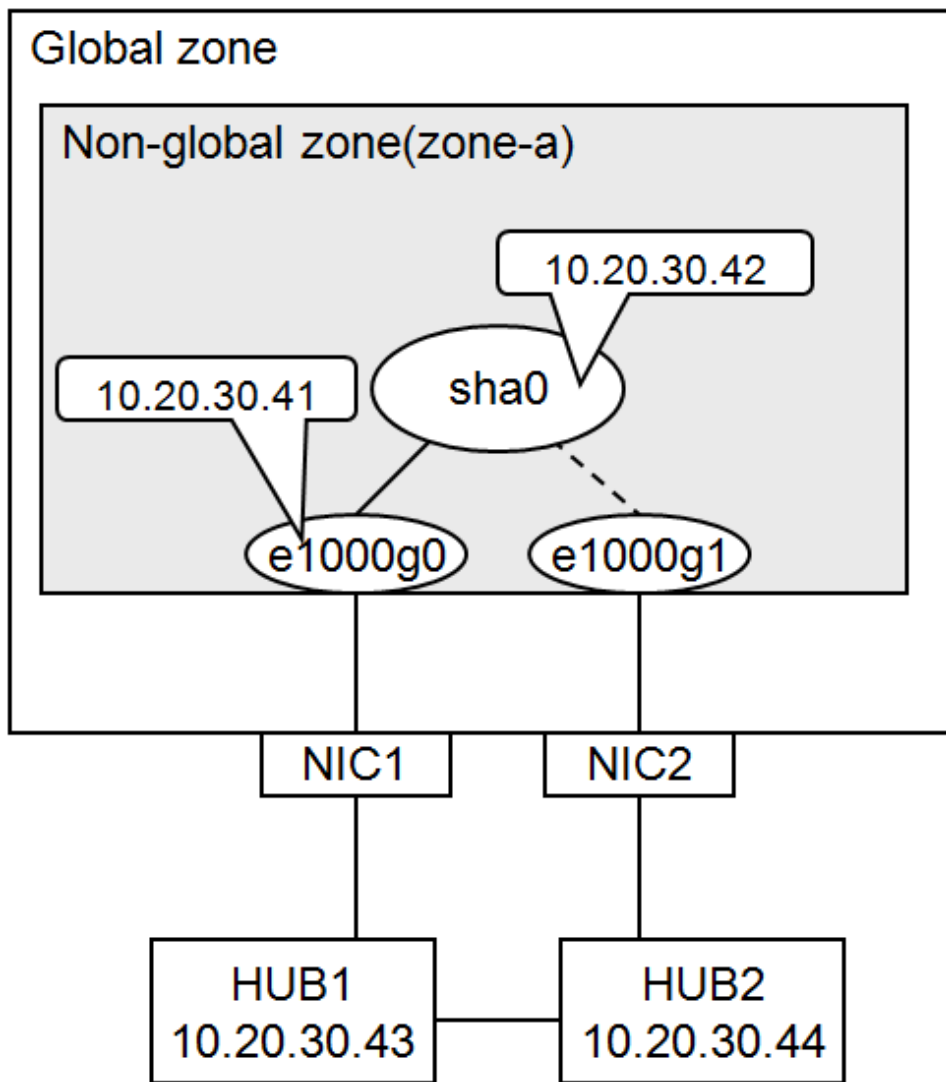 Global zone
Non-global zone(zone-a)
10.20.30.42
10.20.30.41
sha0
e1000g0
e1000g1
NIC1
NIC2
HUB1
10.20.30.43
HUB2
10.20.30.44